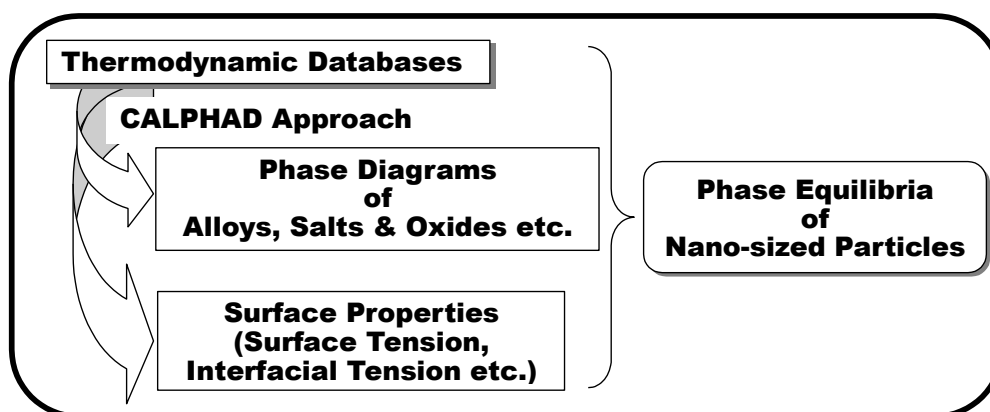 Thermodynamic Databases
CALPHAD Approach
Phase Diagrams
of
Alloys, Salts & Oxides etc.
Surface Properties
(Surface Tension,
Interfacial Tension etc.)
Phase Equilibria
of
Nano-sized Particles